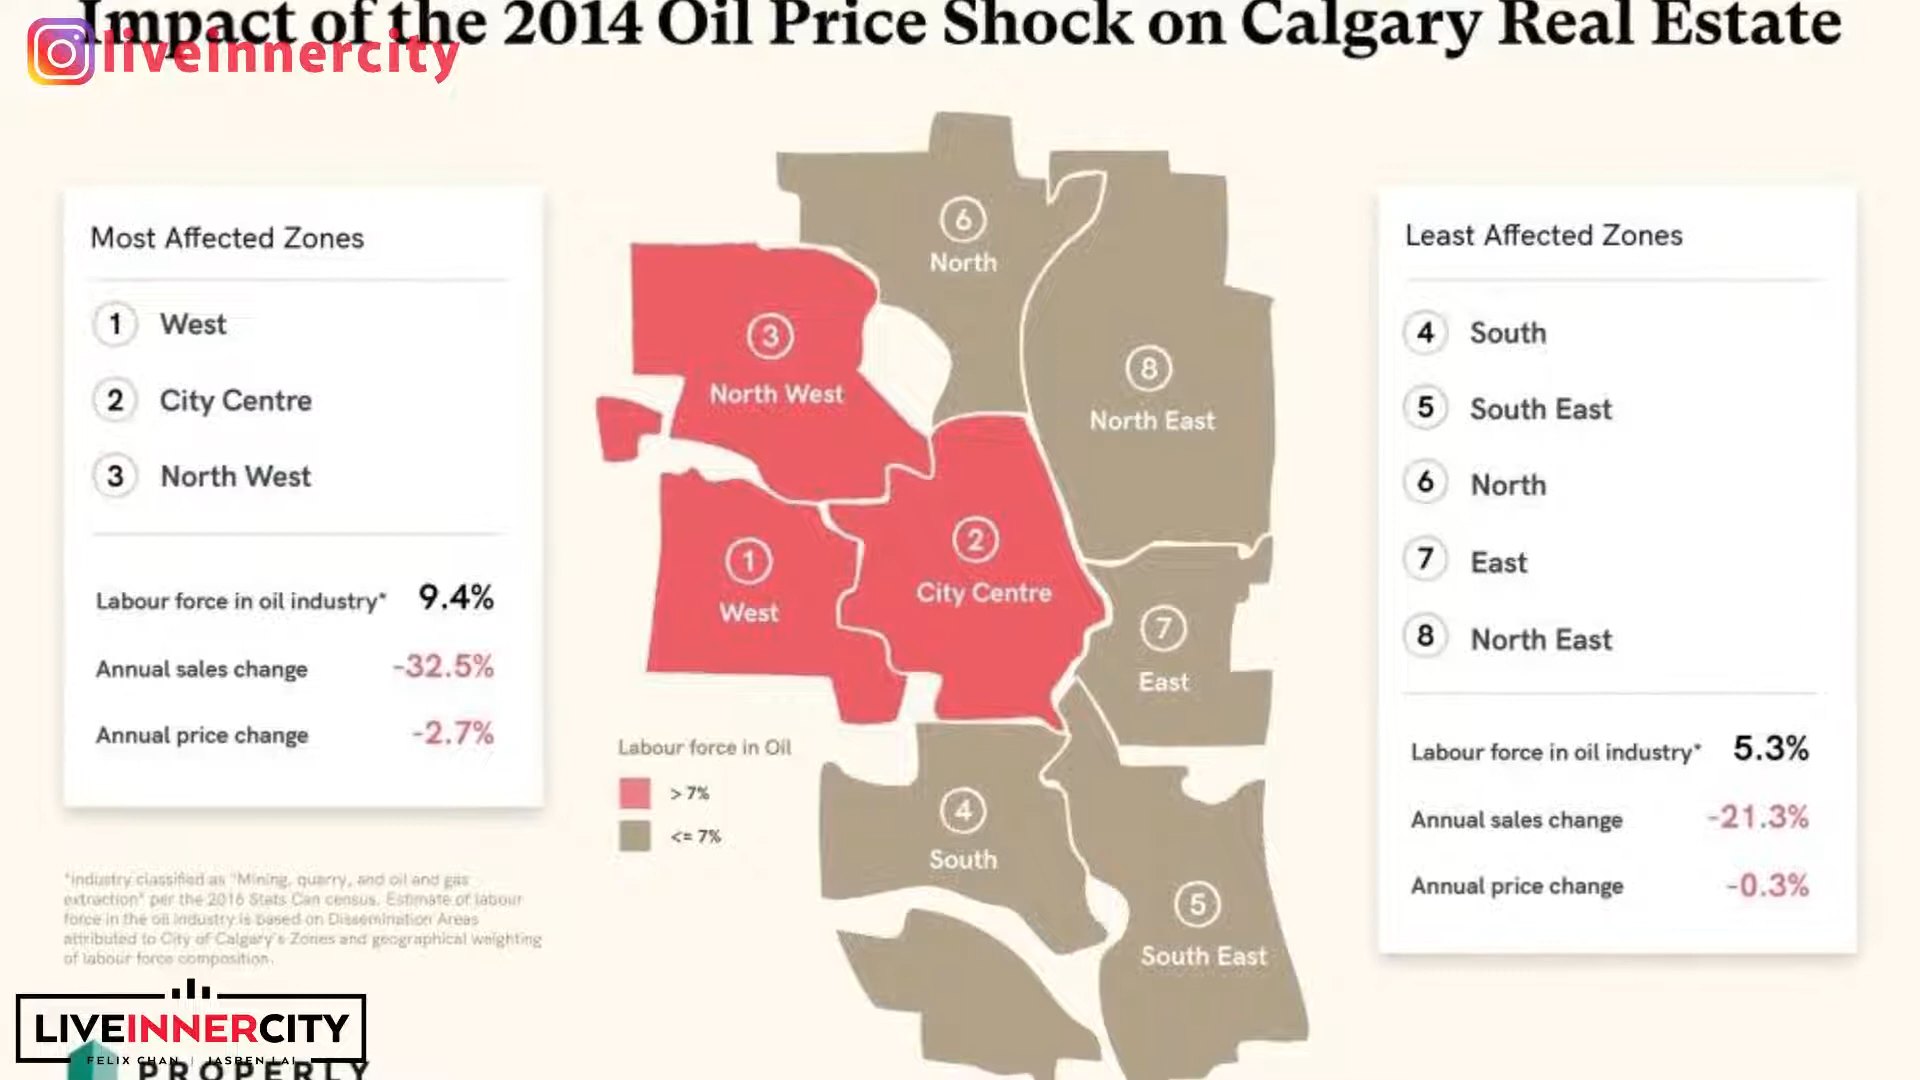 Impact of the 2014 Oil Price Shock on Calgary Real Estate
liveinnercity
Most Affected Zones
1 West
2 City Centre
3 North West
Labour force in oil industry* 9.4%
Annual sales change -32.5%
Annual price change -2.7%
*Industry classified as "Mining, quarry, and oil and gas
extraction" per the 2016 Stats Can census. Estimate of labour
force in the oil industry is based on Dissemination Areas
attributed to City of Calgary's Zones and geographical weighting
of labour force composition.
6
North
3
North West
8
North East
2
City Centre
1
West
7
East
4
South
5
South East
Labour force in Oil
> 7%
<= 7%
Least Affected Zones
4 South
5 South East
6 North
7 East
8 North East
Labour force in oil industry* 5.3%
Annual sales change -21.3%
Annual price change -0.3%
LIVEINNERCITY
FELIX CHAN | JASBEN LAI
PROPERLY